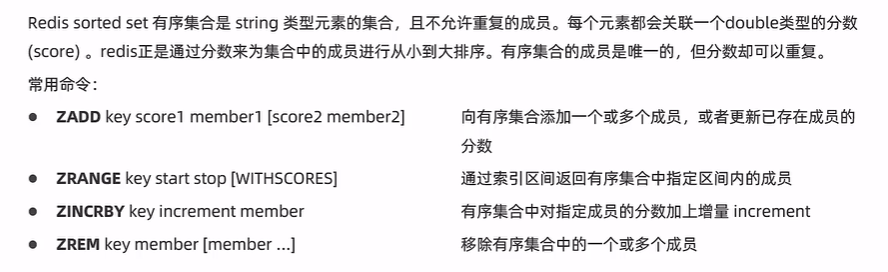 Redis sorted set 有序集合是 string 类型元素的集合，且不允许重复的成员。每个元素都会关联一个double类型的分数
(score) 。redis正是通过分数来为集合中的成员进行从小到大排序。有序集合的成员是唯一的，但分数却可以重复。
常用命令：
● ZADD key score1 member1 [score2 member2] 向有序集合添加一个或多个成员，或者更新已存在成员的
分数
● ZRANGE key start stop [WITHSCORES] 通过索引区间返回有序集合中指定区间内的成员
● ZINCRBY key increment member 有序集合中对指定成员的分数加上增量 increment
● ZREM key member [member ...] 移除有序集合中的一个或多个成员